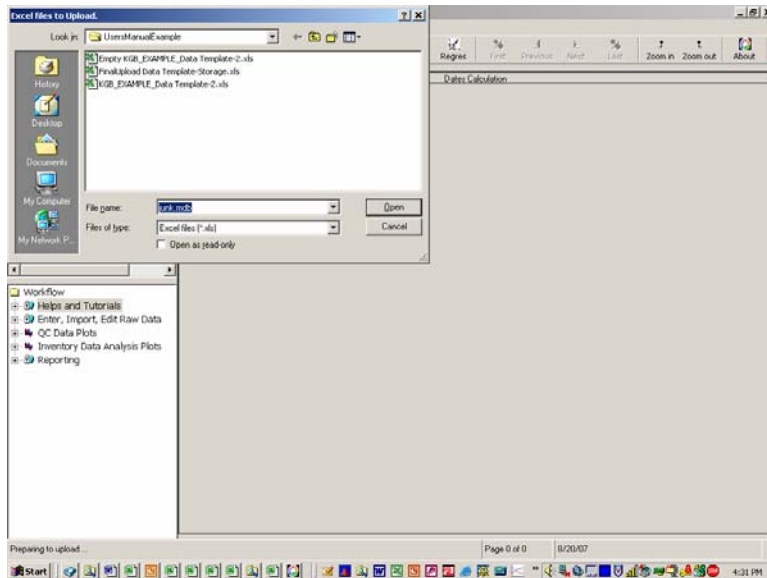 Excel files to Upload.
Look in: UsersManualExample
Empty KGB_EXAMPLE_Data Template-2.xls
FinalUpload Data Template-Storage.xls
KGB_EXAMPLE_Data Template-2.xls
History
Desktop
Documents
My Computer
My Network P...
File name: junk.mdb
Open
Files of type: Excel files (*.xls)
Cancel
Open as read-only
Regres First Previous Next Last Zoom in Zoom out About
Dates Calculation
Workflow
Helps and Tutorials
Enter, Import, Edit Raw Data
QC Data Plots
Inventory Data Analysis Plots
Reporting
Preparing to upload ...
Page 0 of 0
8/20/07
Start
4:31 PM